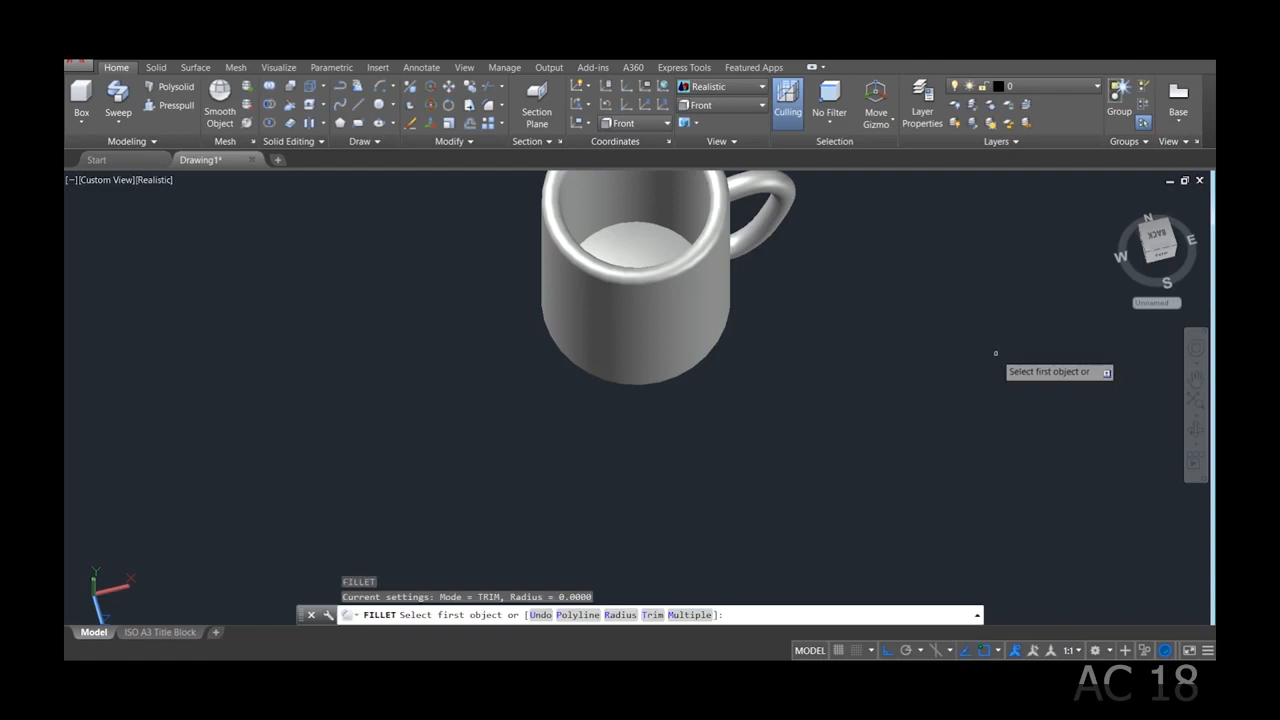 Home Solid Surface Mesh Visualize Parametric Insert Annotate View Manage Output Add-ins A360 Express Tools Featured Apps
Box Sweep Polysolid Presspull Smooth Object Section Plane Realistic Front Front Culling No Filter Move Gizmo Layer Properties 0 Group Base
Modeling Mesh Solid Editing Draw Modify Section Coordinates View Selection Layers Groups View
Start Drawing1* +
[−][Custom View][Realistic]
N
BACK
W E
S
Unnamed
Select first object or
Y X
FILLET
Current settings: Mode = TRIM, Radius = 0.0000
FILLET Select first object or [Undo Polyline Radius Trim Multiple]:
Model ISO A3 Title Block +
MODEL 1:1
AC 18